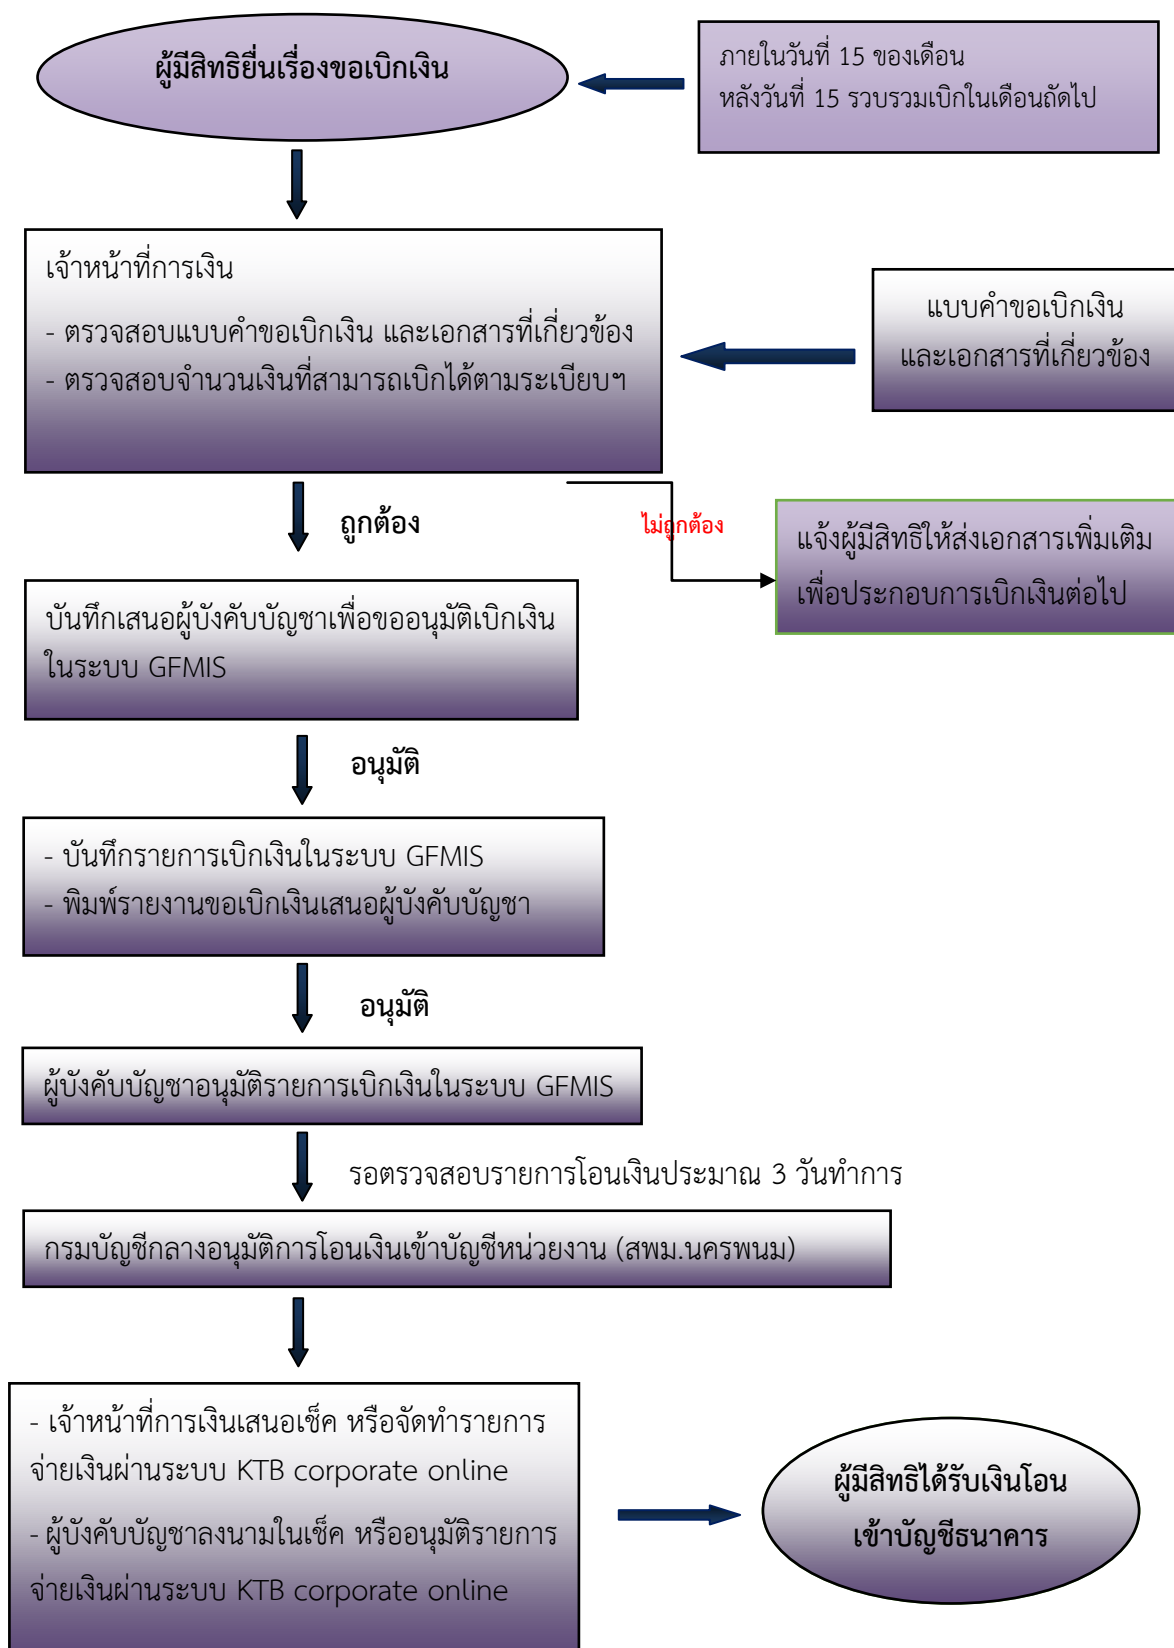 ผู้มีสิทธิยื่นเรื่องขอเบิกเงิน
ภายในวันที่ 15 ของเดือน
หลังวันที่ 15 รวบรวมเบิกในเดือนถัดไป
เจ้าหน้าที่การเงิน
- ตรวจสอบแบบคำขอเบิกเงิน และเอกสารที่เกี่ยวข้อง
- ตรวจสอบจำนวนเงินที่สามารถเบิกได้ตามระเบียบฯ
แบบคำขอเบิกเงิน
และเอกสารที่เกี่ยวข้อง
ถูกต้อง
ไม่ถูกต้อง
แจ้งผู้มีสิทธิให้ส่งเอกสารเพิ่มเติม
เพื่อประกอบการเบิกเงินต่อไป
บันทึกเสนอผู้บังคับบัญชาเพื่อขออนุมัติเบิกเงิน
ในระบบ GFMIS
อนุมัติ
- บันทึกรายการเบิกเงินในระบบ GFMIS
- พิมพ์รายงานขอเบิกเงินเสนอผู้บังคับบัญชา
อนุมัติ
ผู้บังคับบัญชาอนุมัติรายการเบิกเงินในระบบ GFMIS
รอตรวจสอบรายการโอนเงินประมาณ 3 วันทำการ
กรมบัญชีกลางอนุมัติการโอนเงินเข้าบัญชีหน่วยงาน (สพม.นครพนม)
- เจ้าหน้าที่การเงินเสนอเช็ค หรือจัดทำรายการ
จ่ายเงินผ่านระบบ KTB corporate online
- ผู้บังคับบัญชาลงนามในเช็ค หรืออนุมัติรายการ
จ่ายเงินผ่านระบบ KTB corporate online
ผู้มีสิทธิได้รับเงินโอน
เข้าบัญชีธนาคาร